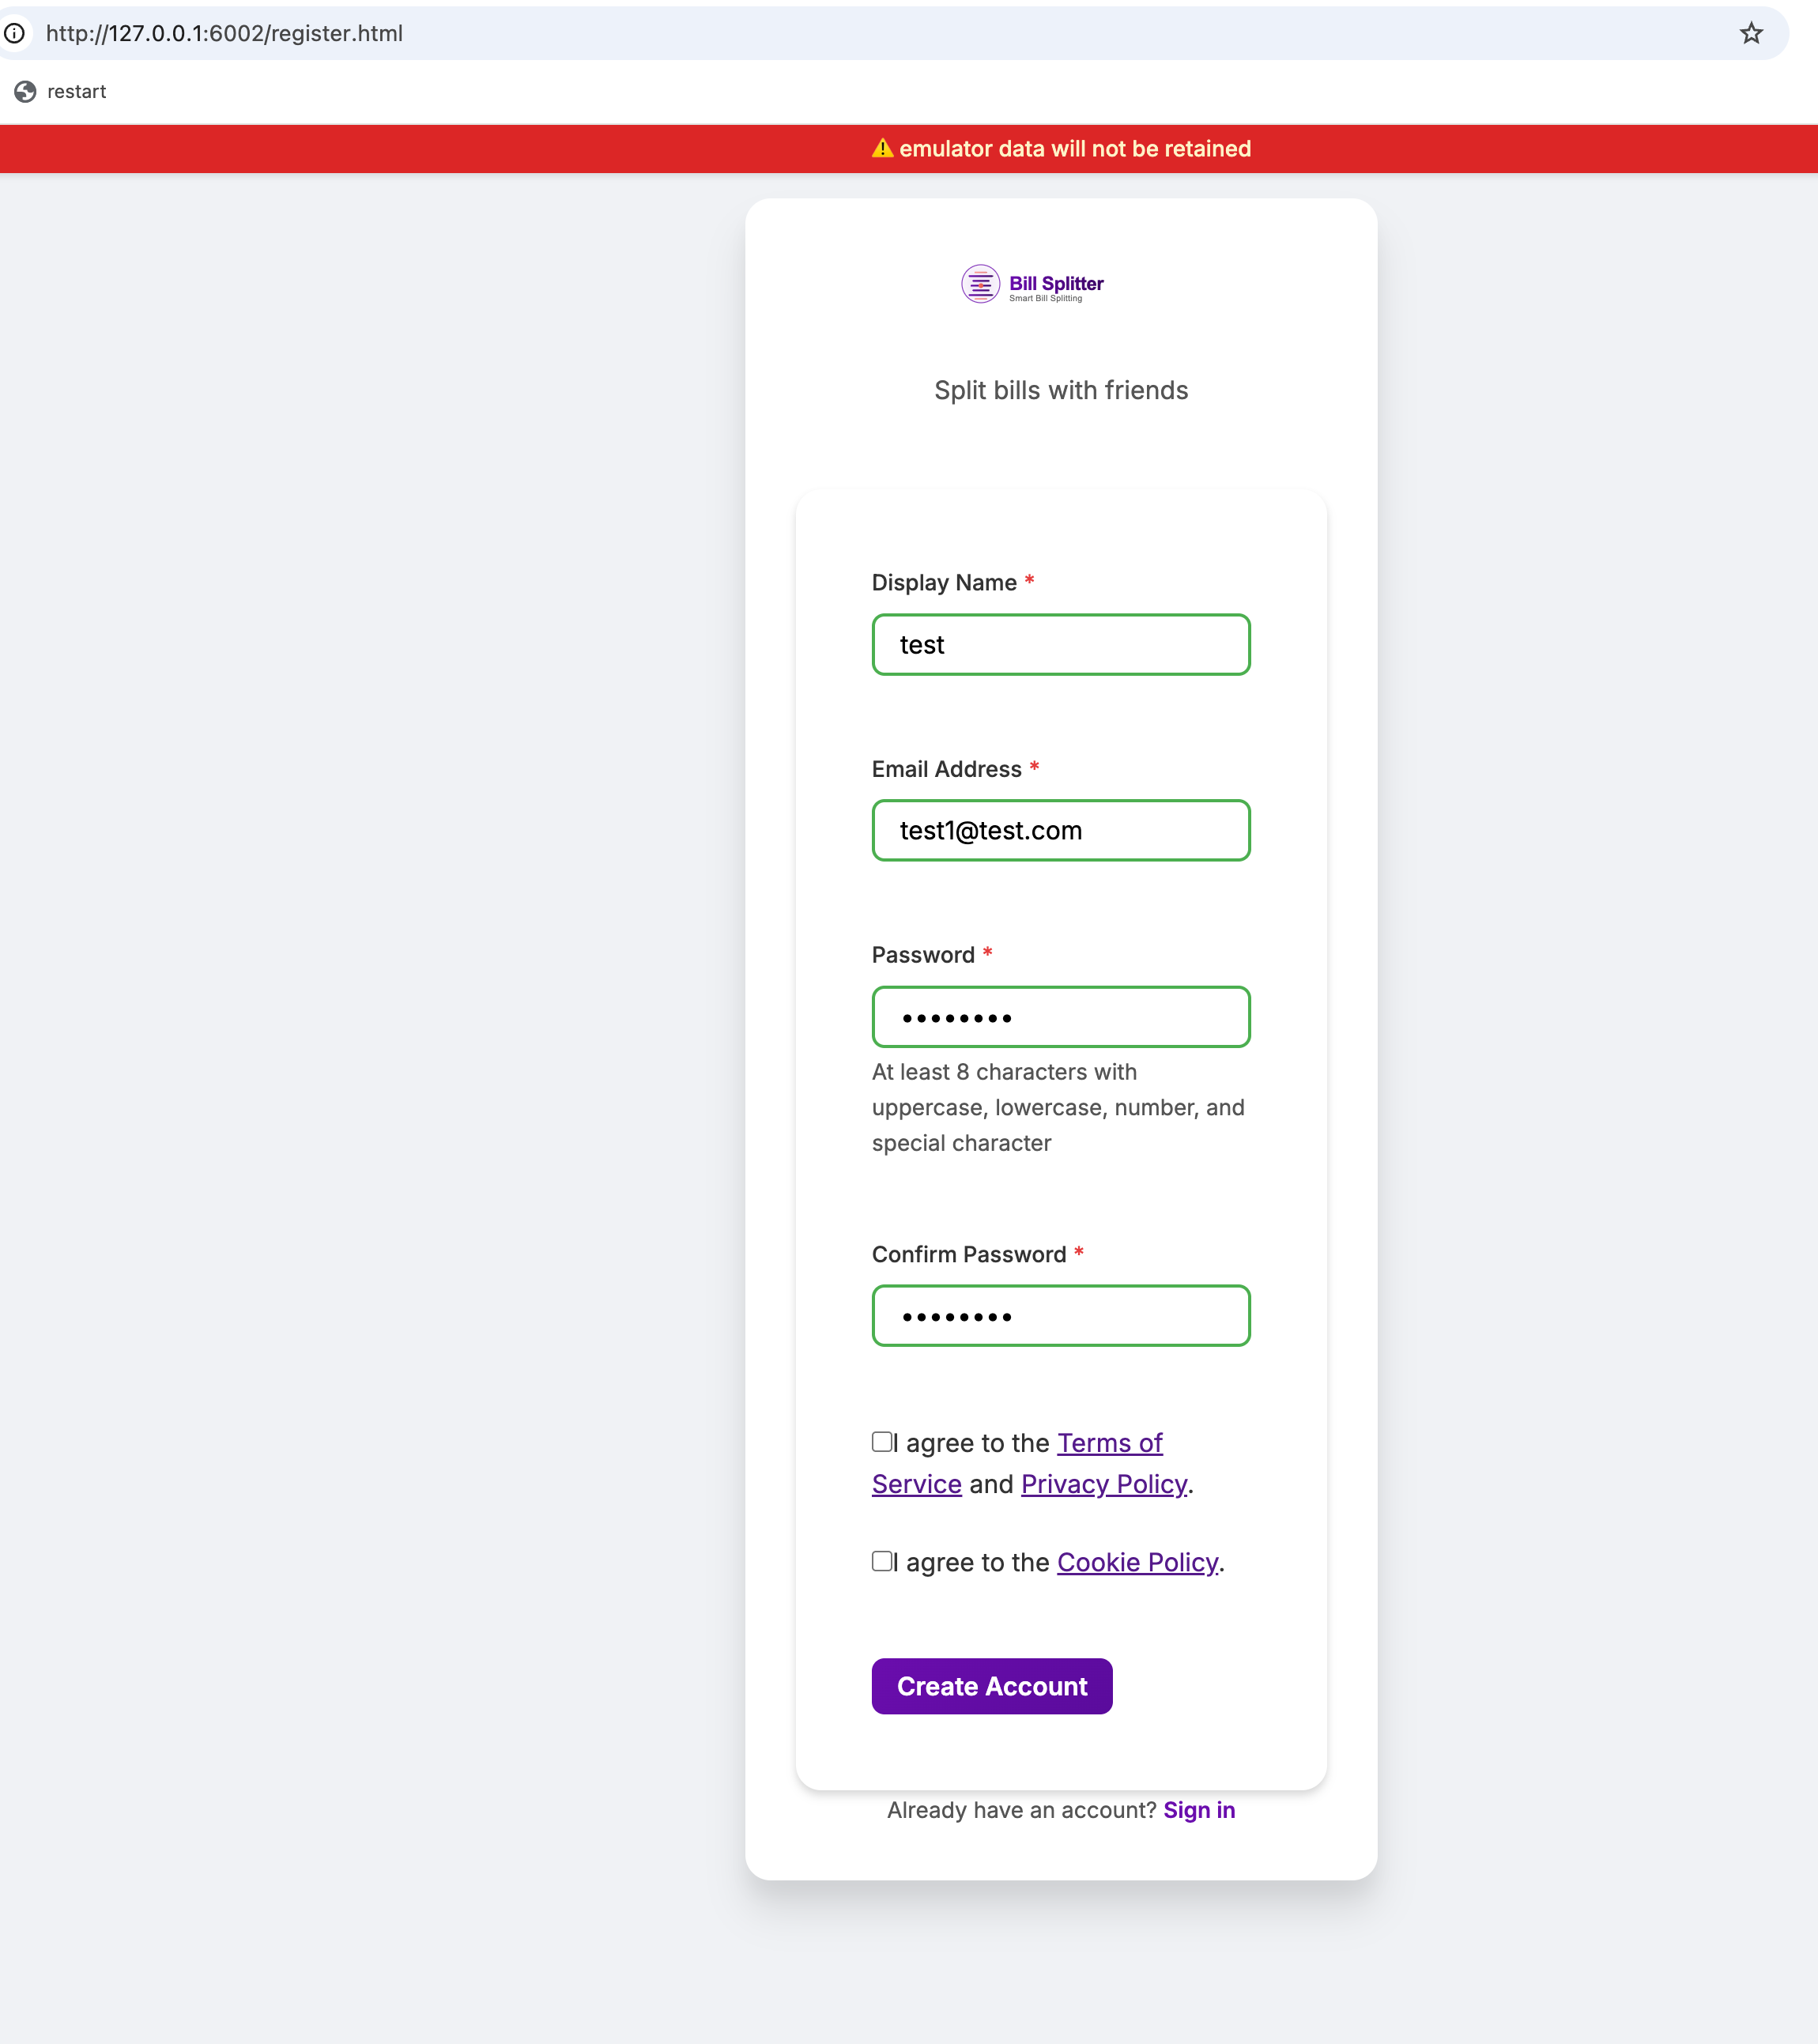 http://127.0.0.1:6002/register.html
restart
⚠️ emulator data will not be retained
Bill Splitter
Smart Bill Splitting
Split bills with friends
Display Name *
test
Email Address *
test1@test.com
Password *
••••••••
At least 8 characters with
uppercase, lowercase, number, and
special character
Confirm Password *
••••••••
I agree to the Terms of
Service and Privacy Policy.
I agree to the Cookie Policy.
Create Account
Already have an account? Sign in